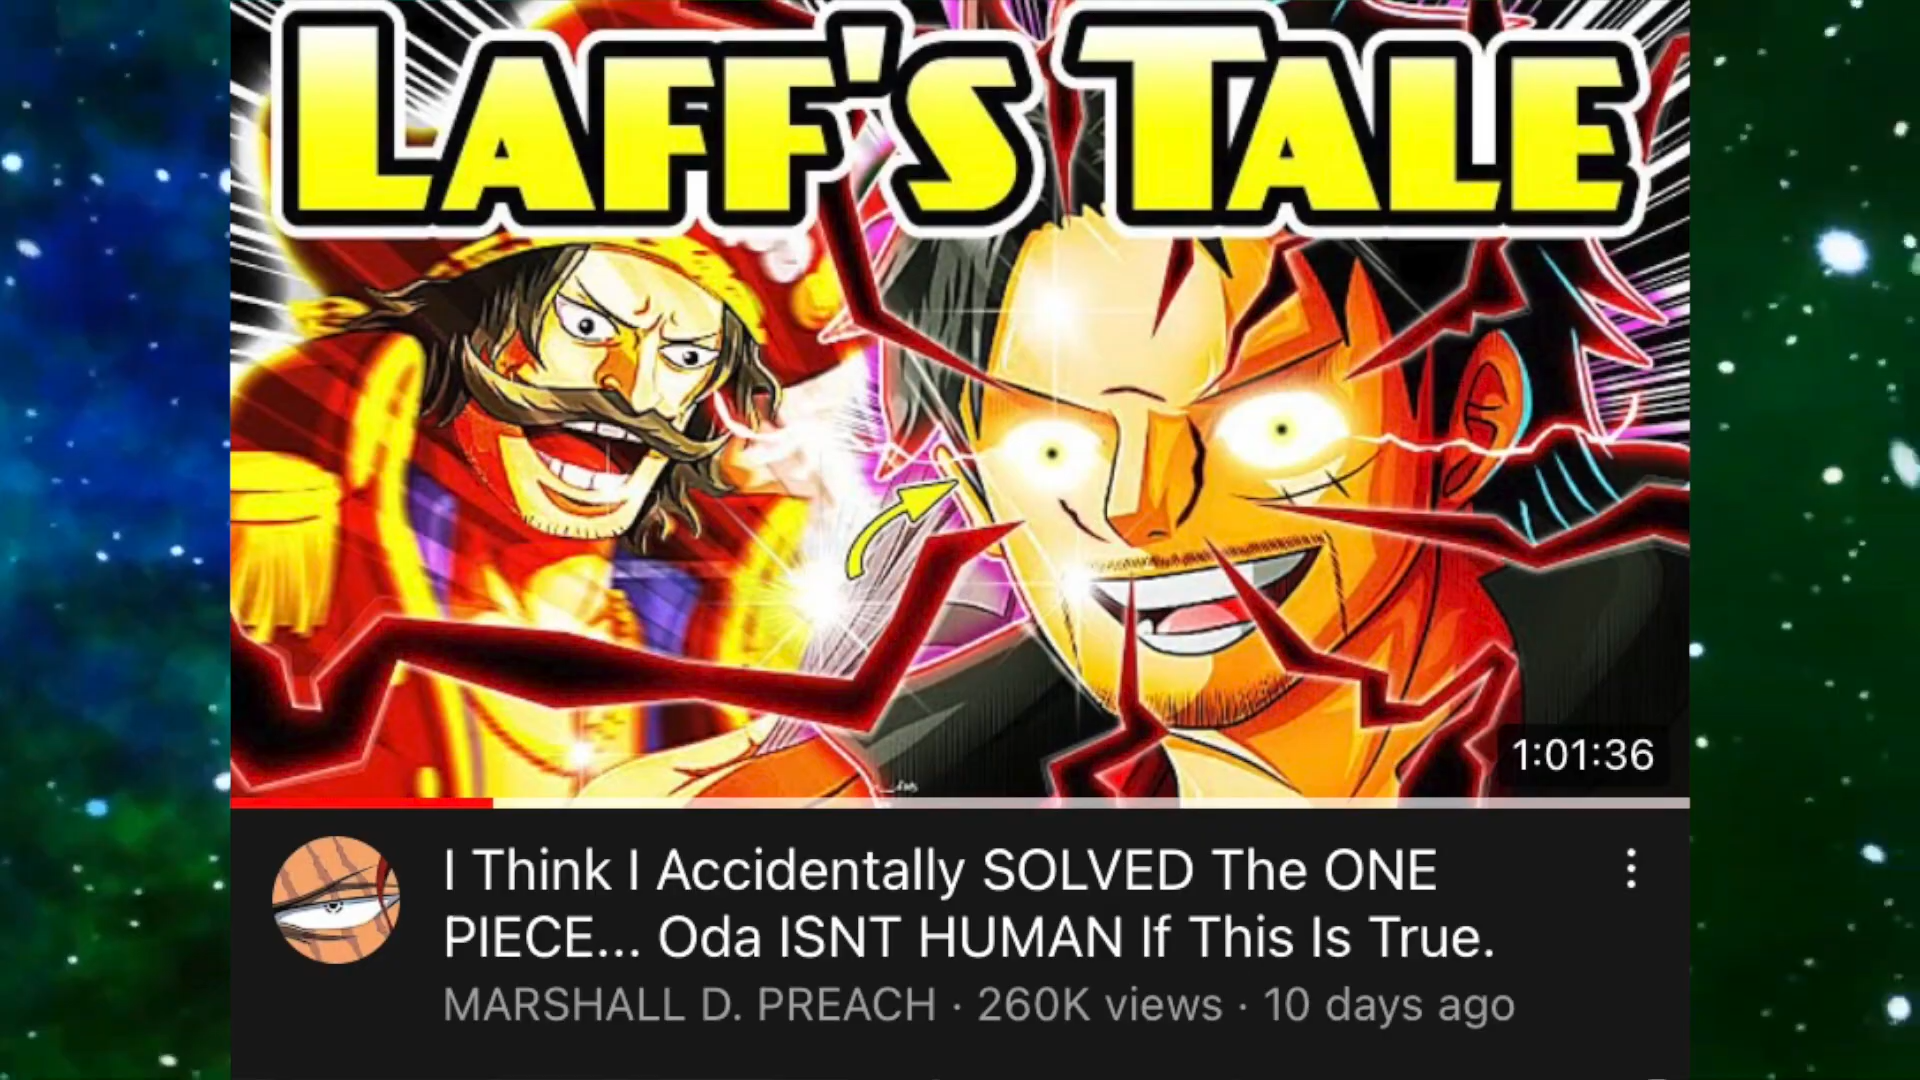 LAFF'S TALE
1:01:36
I Think I Accidentally SOLVED The ONE
PIECE... Oda ISNT HUMAN If This Is True.
MARSHALL D. PREACH · 260K views · 10 days ago